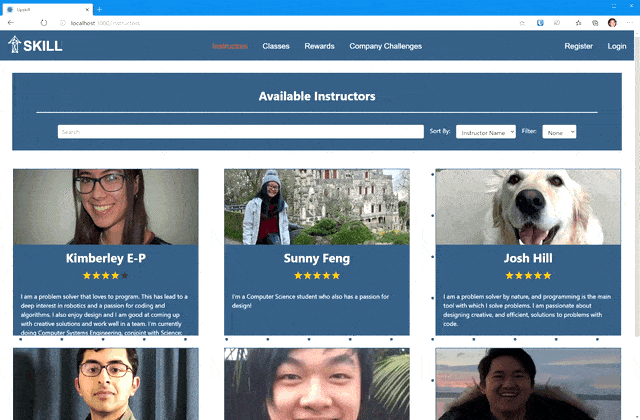 Upskill
localhost:3000/instructors
SKILL
Instructors
Classes
Rewards
Company Challenges
Register
Login
Available Instructors
Search
Sort By:
Instructor Name
Filter:
None
Kimberley E-P
I am a problem solver that loves to program. This has lead to a
deep interest in robotics and a passion for coding and
algorithms. I also enjoy design and I am good at coming up
with creative solutions and work well in a team. I'm currently
doing Computer Systems Engineering, conjoint with Science:
Sunny Feng
I'm a Computer Science student who also has a passion for
design!
Josh Hill
I am a problem solver by nature, and programming is the main
tool with which I solve problems. I am passionate about
designing creative, and efficient, solutions to problems with
code.